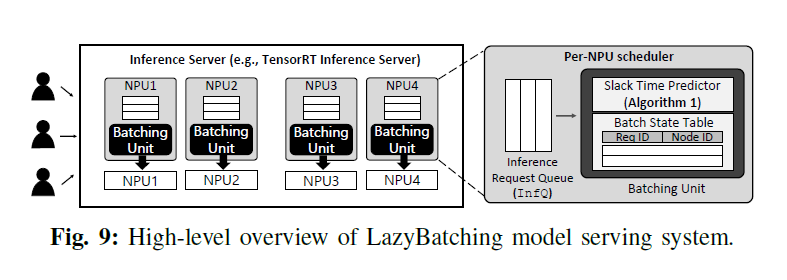 Inference Server (e.g., TensorRT Inference Server)
NPU1
NPU2
NPU3
NPU4
Batching
Unit
Batching
Unit
Batching
Unit
Batching
Unit
NPU1
NPU2
NPU3
NPU4
Per-NPU scheduler
Inference
Request Queue
(InfQ)
Slack Time Predictor
(Algorithm 1)
Batch State Table
Req ID
Node ID
Batching Unit
Fig. 9: High-level overview of LazyBatching model serving system.